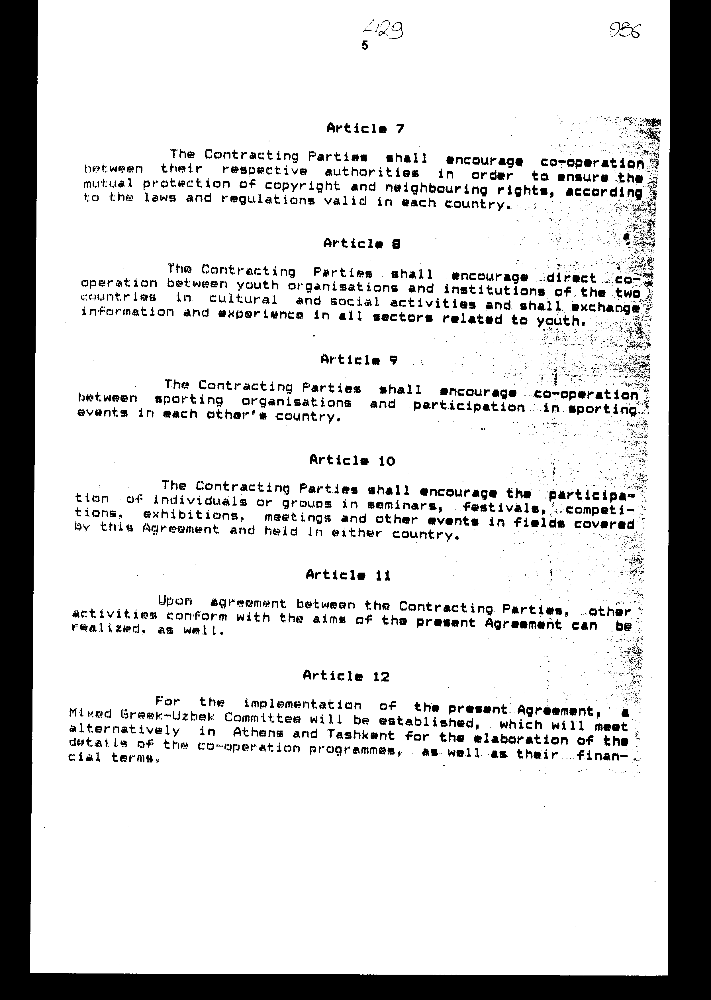 429
936
5
Article 7
The Contracting Parties shall encourage co-operation
between their respective authorities in order to ensure the
mutual protection of copyright and neighbouring rights, according
to the laws and regulations valid in each country.
Article 8
The Contracting Parties shall encourage direct co-
operation between youth organisations and institutions of the two
countries in cultural and social activities and shall exchange
information and experience in all sectors related to youth.
Article 9
The Contracting Parties shall encourage co-operation
between sporting organisations and participation in sporting
events in each other's country.
Article 10
The Contracting Parties shall encourage the participa-
tion of individuals or groups in seminars, festivals, competi-
tions, exhibitions, meetings and other events in fields covered
by this Agreement and held in either country.
Article 11
Upon agreement between the Contracting Parties, other
activities conform with the aims of the present Agreement can be
realized, as well.
Article 12
For the implementation of the present Agreement, a
Mixed Greek-Uzbek Committee will be established, which will meet
alternatively in Athens and Tashkent for the elaboration of the
details of the co-operation programmes, as well as their finan-
cial terms.